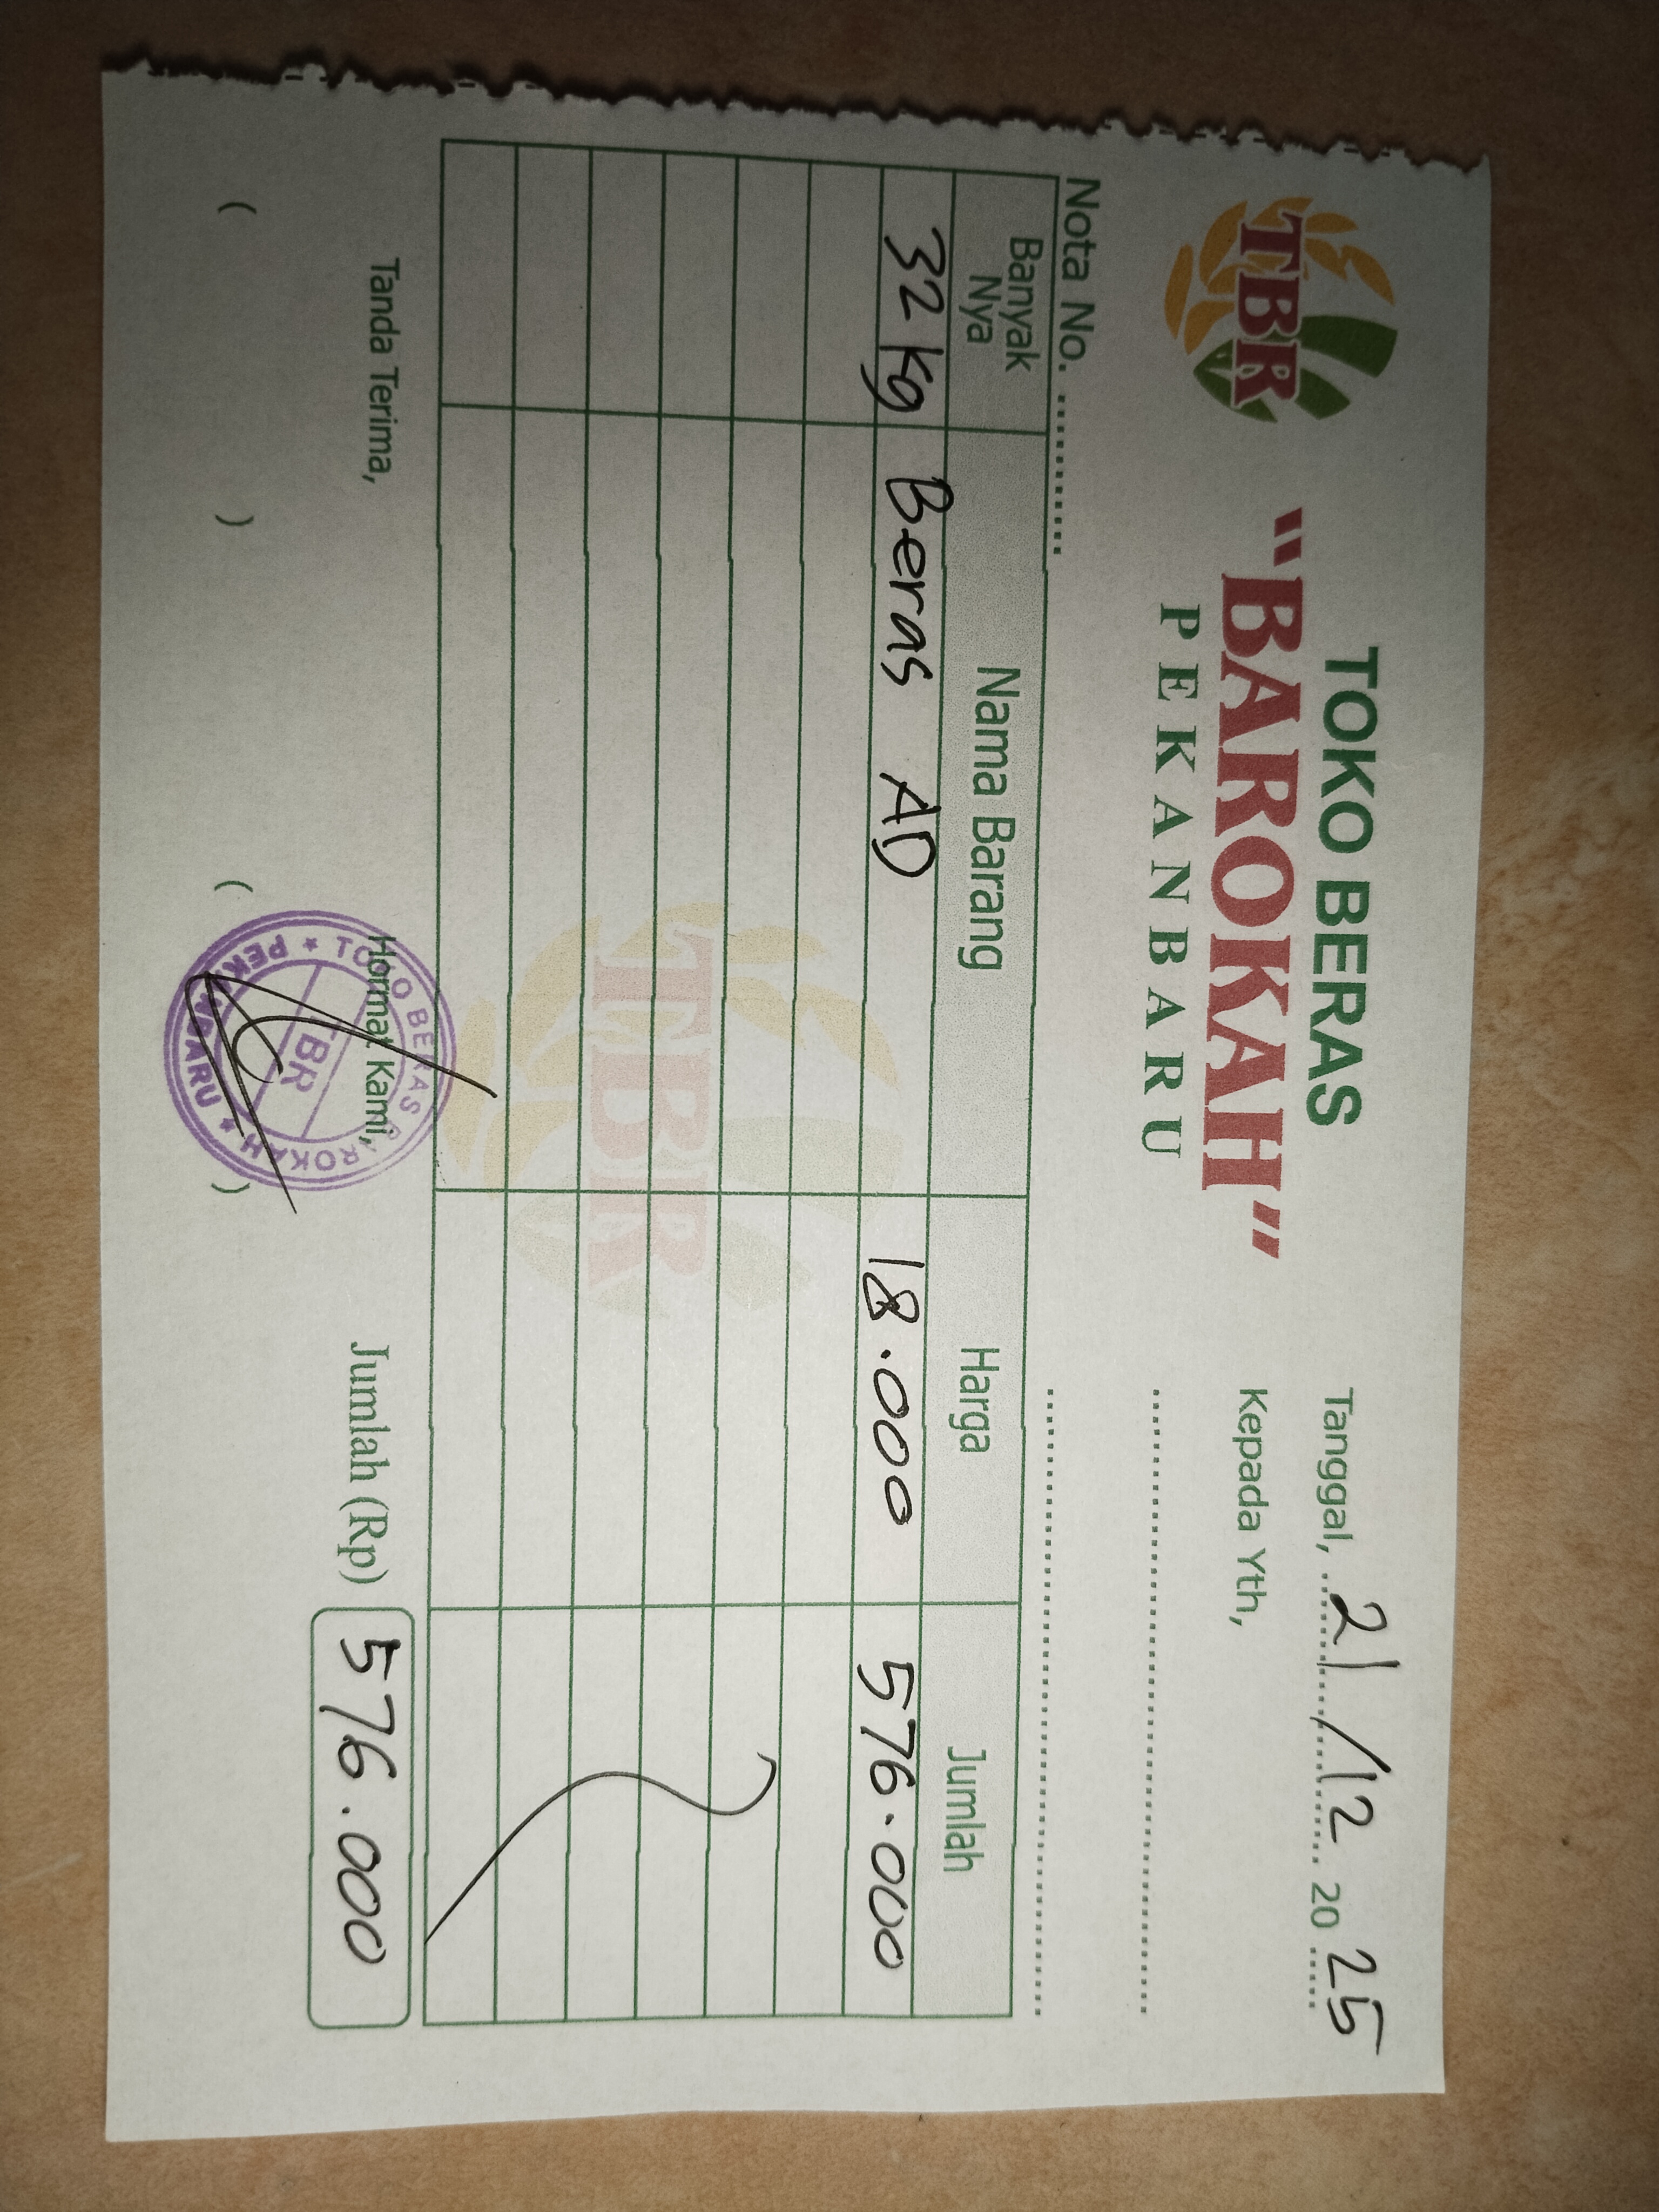 TBR
TOKO BERAS
"BAROKAH"
PEKANBARU
Tanggal, 21/12 2025
Kepada Yth,
Nota No. ............
Banyak Nya Nama Barang Harga Jumlah
32 kg Beras AD 18.000 576.000
TBR
Tanda Terima, Hormat Kami, Jumlah (Rp) 576.000
TOKO BERAS BAROKAH
TBR
PEKANBARU
( ) ( )